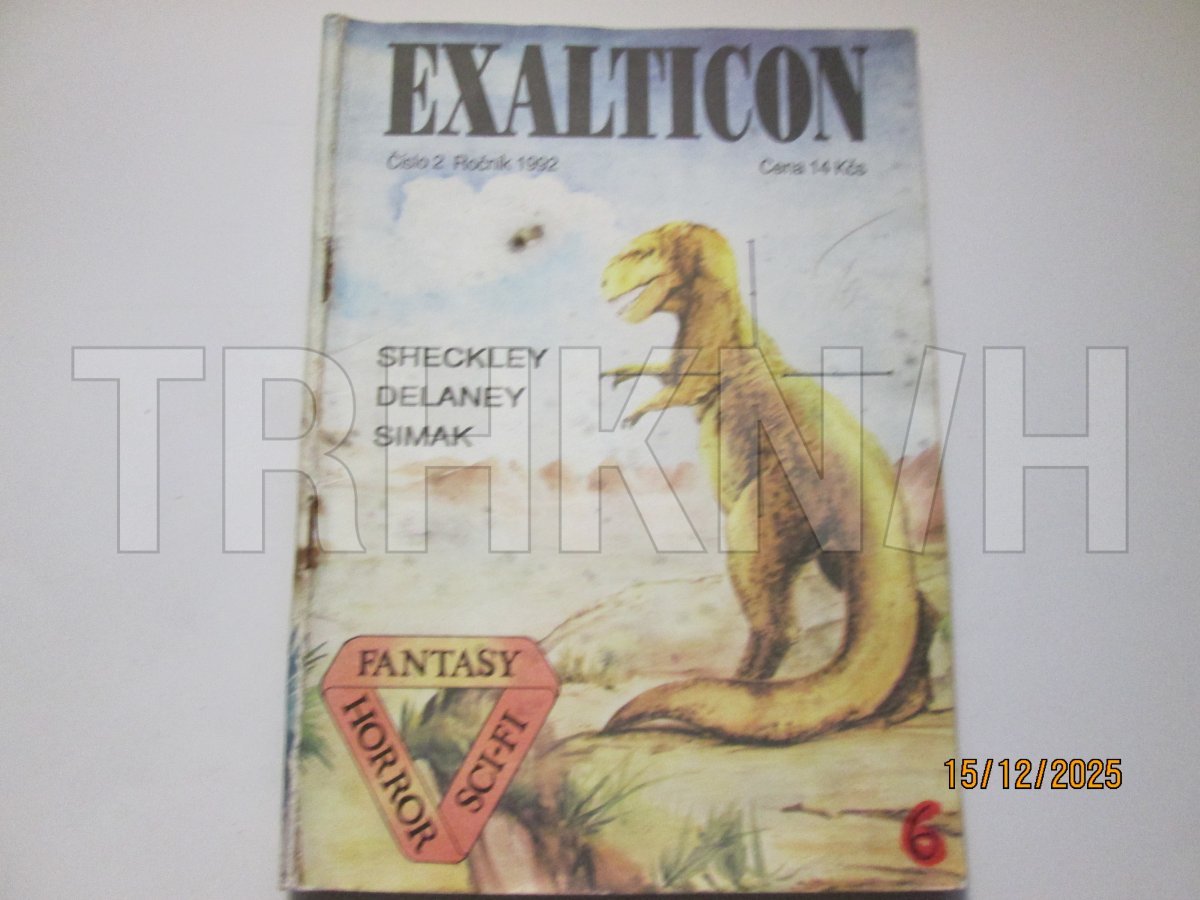 EXALTICON
Číslo 2 Ročník 1992 Cena 14 Kčs
SHECKLEY
DELANEY
SIMAK
TRHKNIH
FANTASY
HORROR
SCI-FI
15/12/2025
6